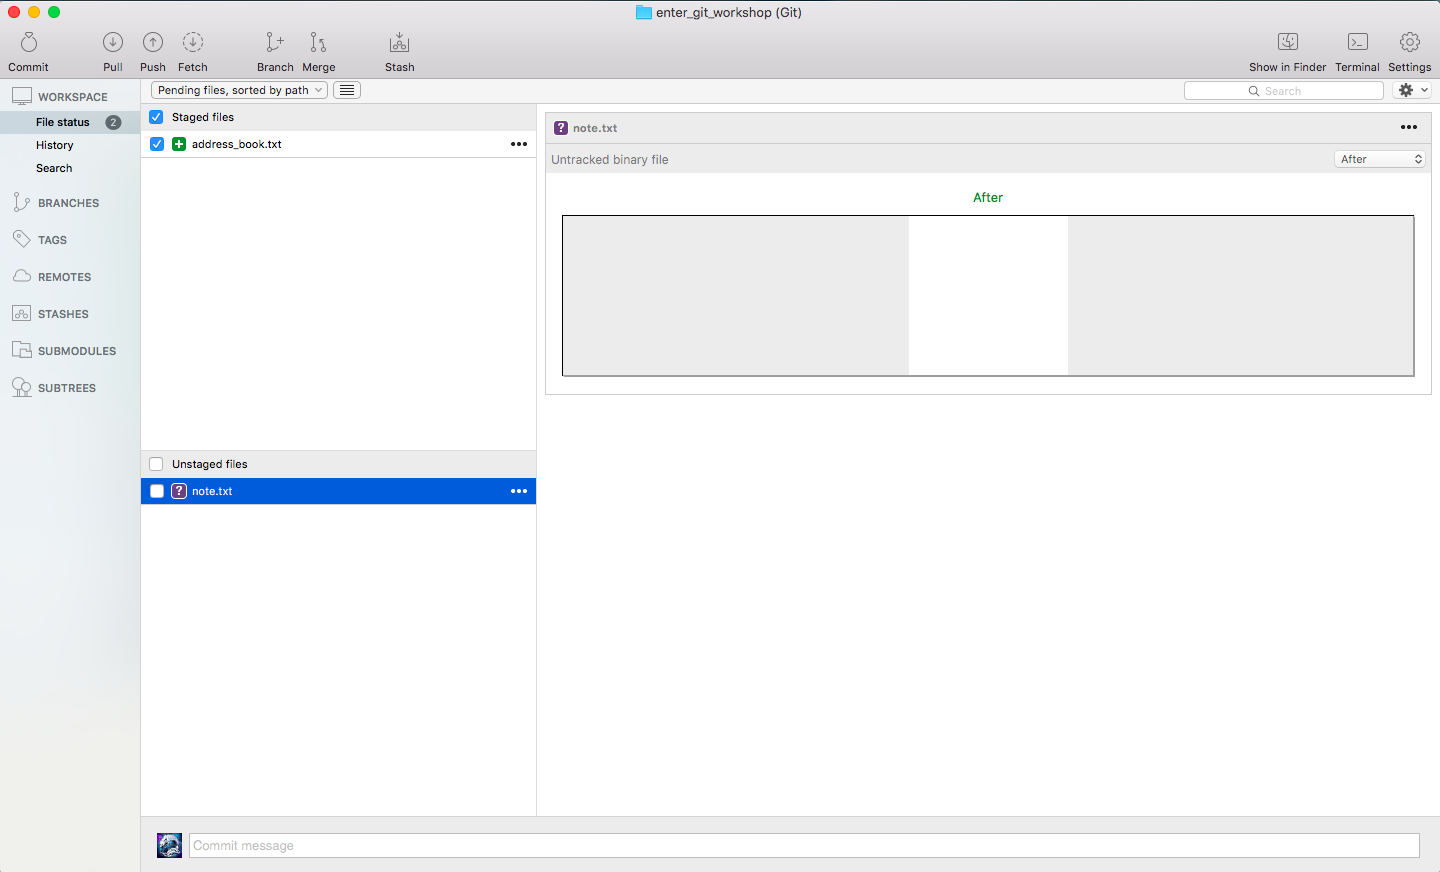 enter_git_workshop (Git)
Commit Pull Push Fetch Branch Merge Stash Show in Finder Terminal Settings
Pending files, sorted by path Search
WORKSPACE
File status 2
History
Search
BRANCHES
TAGS
REMOTES
STASHES
SUBMODULES
SUBTREES
Staged files
address_book.txt
Unstaged files
? note.txt
? note.txt
Untracked binary file After
After
Commit message